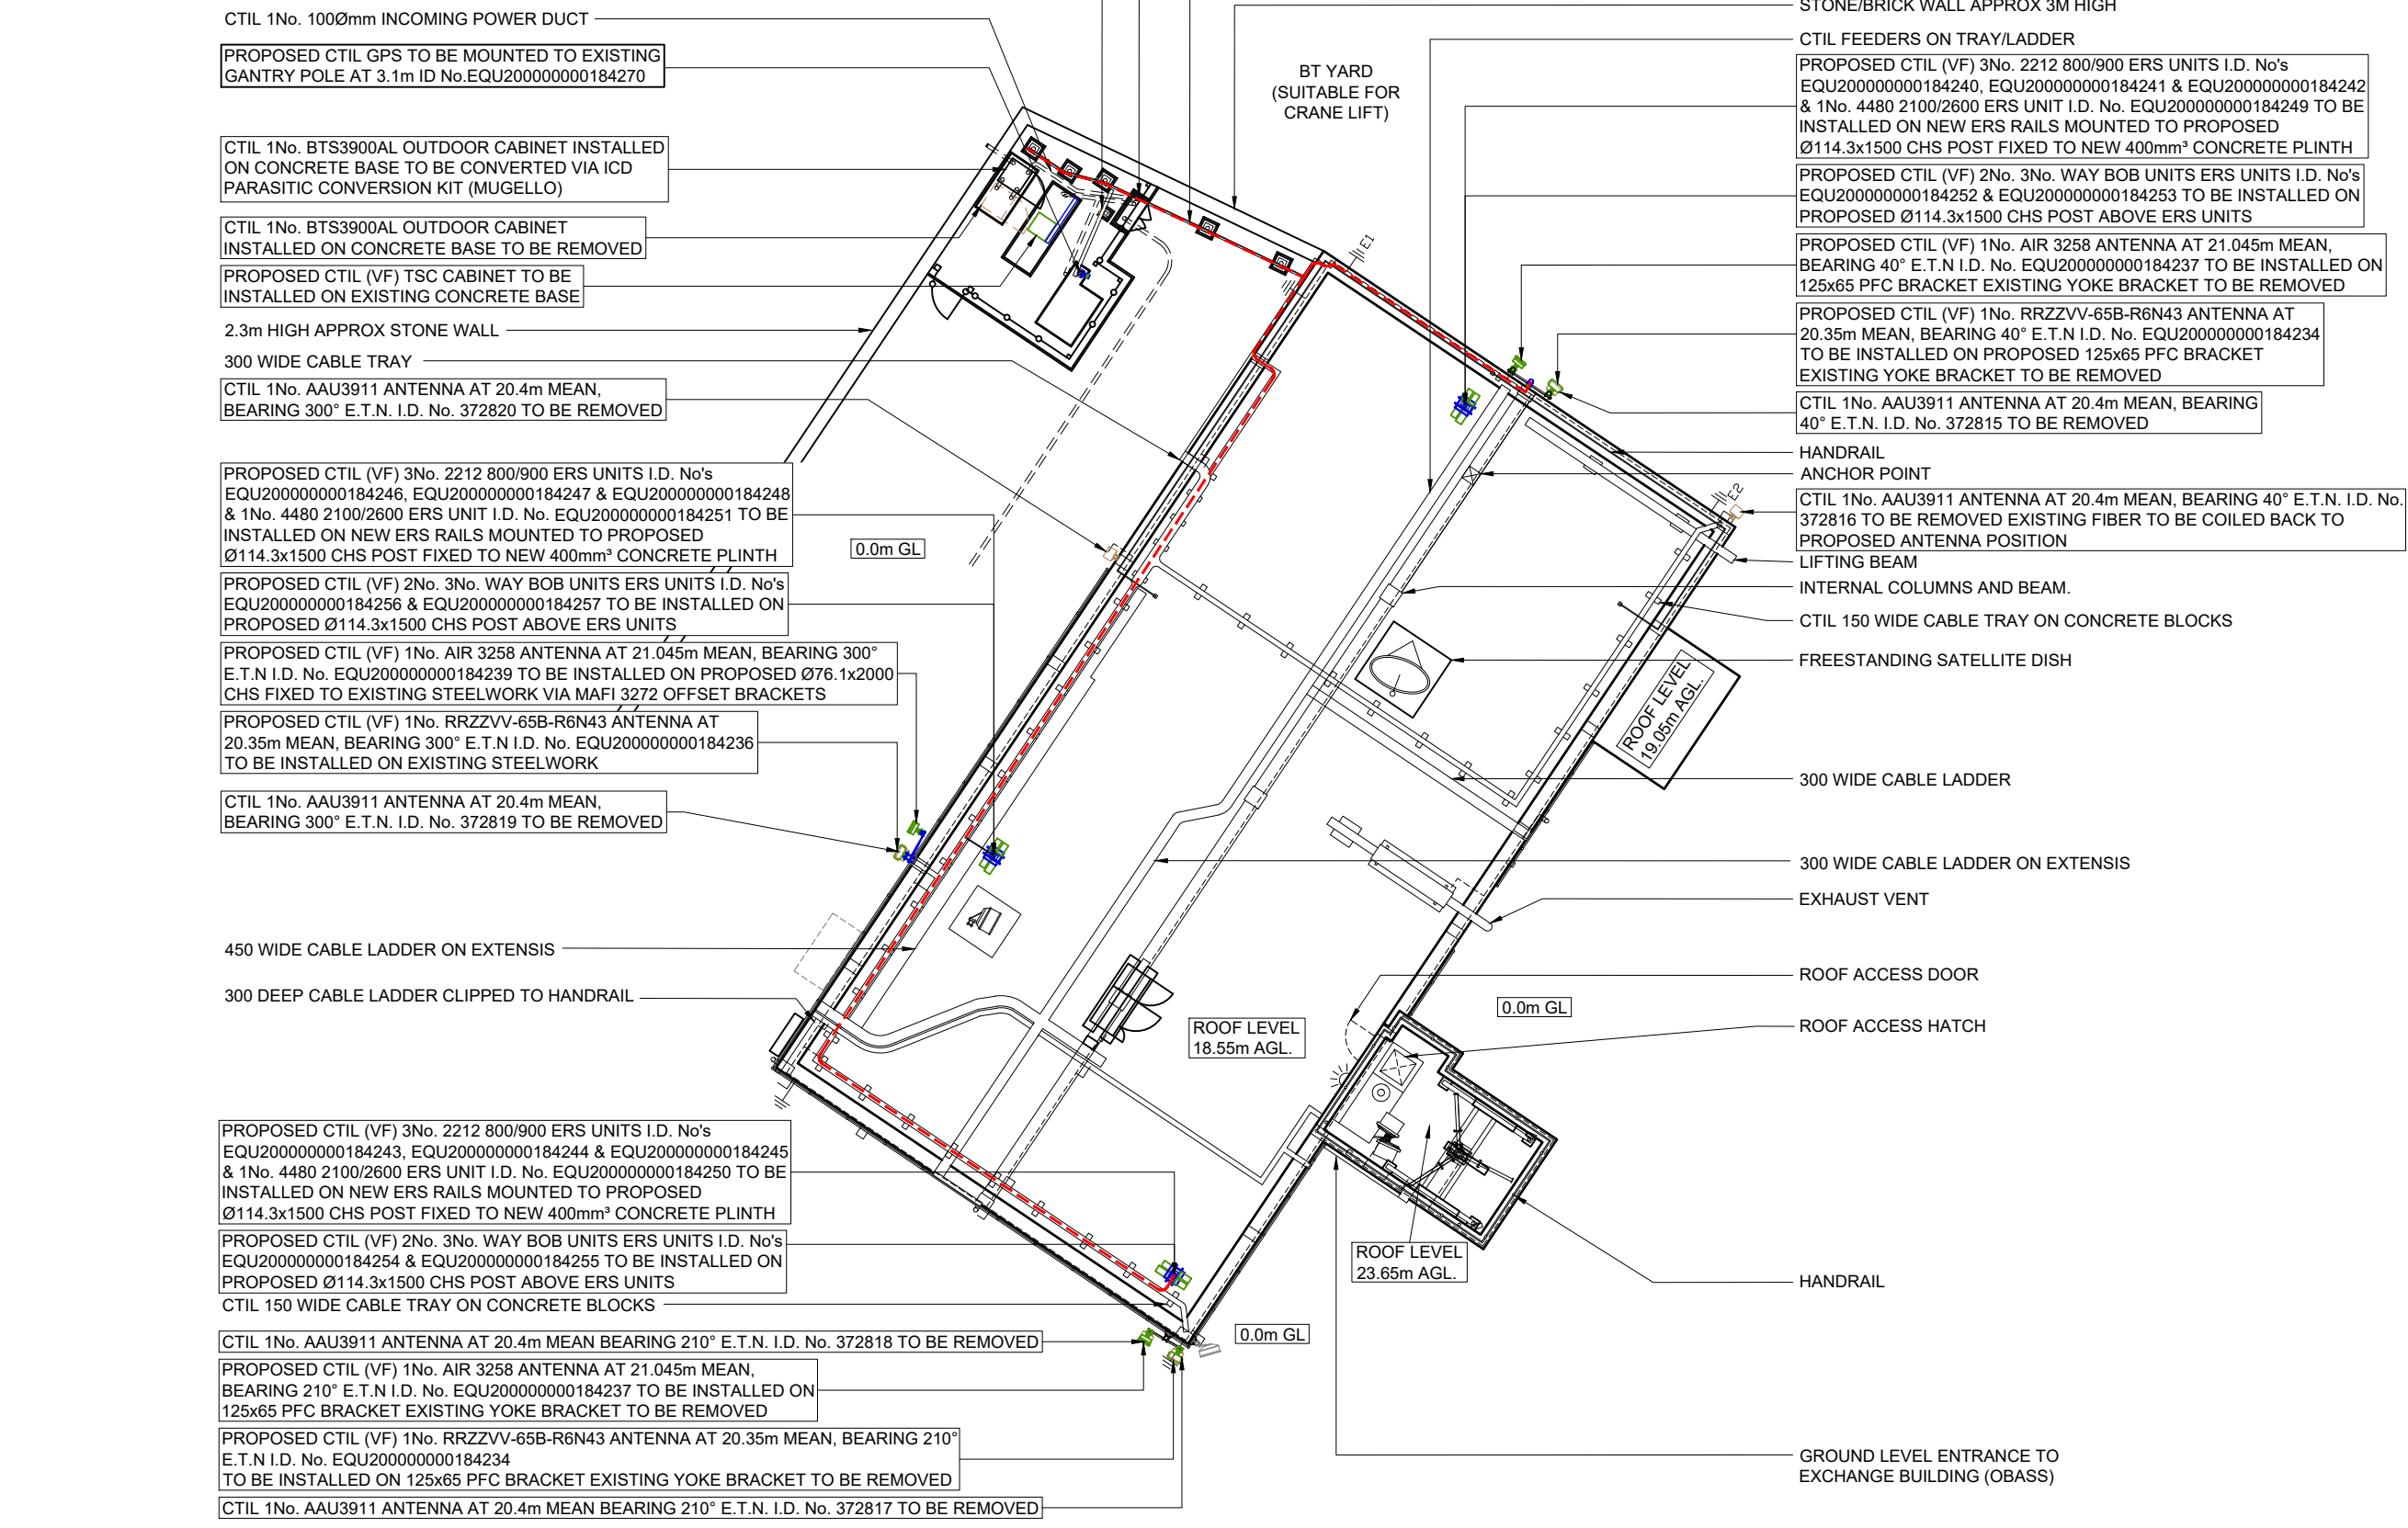 CTIL 1No. 100Ømm INCOMING POWER DUCT
PROPOSED CTIL GPS TO BE MOUNTED TO EXISTING
GANTRY POLE AT 3.1m ID No.EQU200000000184270
CTIL 1No. BTS3900AL OUTDOOR CABINET INSTALLED
ON CONCRETE BASE TO BE CONVERTED VIA ICD
PARASITIC CONVERSION KIT (MUGELLO)
CTIL 1No. BTS3900AL OUTDOOR CABINET
INSTALLED ON CONCRETE BASE TO BE REMOVED
PROPOSED CTIL (VF) TSC CABINET TO BE
INSTALLED ON EXISTING CONCRETE BASE
2.3m HIGH APPROX STONE WALL
300 WIDE CABLE TRAY
CTIL 1No. AAU3911 ANTENNA AT 20.4m MEAN,
BEARING 300° E.T.N. I.D. No. 372820 TO BE REMOVED
PROPOSED CTIL (VF) 3No. 2212 800/900 ERS UNITS I.D. No's
EQU200000000184246, EQU200000000184247 & EQU200000000184248
& 1No. 4480 2100/2600 ERS UNIT I.D. No. EQU200000000184251 TO BE
INSTALLED ON NEW ERS RAILS MOUNTED TO PROPOSED
Ø114.3x1500 CHS POST FIXED TO NEW 400mm³ CONCRETE PLINTH
PROPOSED CTIL (VF) 2No. 3No. WAY BOB UNITS ERS UNITS I.D. No's
EQU200000000184256 & EQU200000000184257 TO BE INSTALLED ON
PROPOSED Ø114.3x1500 CHS POST ABOVE ERS UNITS
PROPOSED CTIL (VF) 1No. AIR 3258 ANTENNA AT 21.045m MEAN, BEARING 300°
E.T.N I.D. No. EQU200000000184239 TO BE INSTALLED ON PROPOSED Ø76.1x2000
CHS FIXED TO EXISTING STEELWORK VIA MAFI 3272 OFFSET BRACKETS
PROPOSED CTIL (VF) 1No. RRZZVV-65B-R6N43 ANTENNA AT
20.35m MEAN, BEARING 300° E.T.N I.D. No. EQU200000000184236
TO BE INSTALLED ON EXISTING STEELWORK
CTIL 1No. AAU3911 ANTENNA AT 20.4m MEAN,
BEARING 300° E.T.N. I.D. No. 372819 TO BE REMOVED
450 WIDE CABLE LADDER ON EXTENSIS
300 DEEP CABLE LADDER CLIPPED TO HANDRAIL
PROPOSED CTIL (VF) 3No. 2212 800/900 ERS UNITS I.D. No's
EQU200000000184243, EQU200000000184244 & EQU200000000184245
& 1No. 4480 2100/2600 ERS UNIT I.D. No. EQU200000000184250 TO BE
INSTALLED ON NEW ERS RAILS MOUNTED TO PROPOSED
Ø114.3x1500 CHS POST FIXED TO NEW 400mm³ CONCRETE PLINTH
PROPOSED CTIL (VF) 2No. 3No. WAY BOB UNITS ERS UNITS I.D. No's
EQU200000000184254 & EQU200000000184255 TO BE INSTALLED ON
PROPOSED Ø114.3x1500 CHS POST ABOVE ERS UNITS
CTIL 150 WIDE CABLE TRAY ON CONCRETE BLOCKS
CTIL 1No. AAU3911 ANTENNA AT 20.4m MEAN BEARING 210° E.T.N. I.D. No. 372818 TO BE REMOVED
PROPOSED CTIL (VF) 1No. AIR 3258 ANTENNA AT 21.045m MEAN,
BEARING 210° E.T.N I.D. No. EQU200000000184237 TO BE INSTALLED ON
125x65 PFC BRACKET EXISTING YOKE BRACKET TO BE REMOVED
PROPOSED CTIL (VF) 1No. RRZZVV-65B-R6N43 ANTENNA AT 20.35m MEAN, BEARING 210°
E.T.N I.D. No. EQU200000000184234
TO BE INSTALLED ON 125x65 PFC BRACKET EXISTING YOKE BRACKET TO BE REMOVED
CTIL 1No. AAU3911 ANTENNA AT 20.4m MEAN BEARING 210° E.T.N. I.D. No. 372817 TO BE REMOVED
BT YARD
(SUITABLE FOR
CRANE LIFT)
E1
E2
0.0m GL
ROOF LEVEL
19.05m AGL.
ROOF LEVEL
18.55m AGL.
0.0m GL
ROOF LEVEL
23.65m AGL.
0.0m GL
STONE/BRICK WALL APPROX 3M HIGH
CTIL FEEDERS ON TRAY/LADDER
PROPOSED CTIL (VF) 3No. 2212 800/900 ERS UNITS I.D. No's
EQU200000000184240, EQU200000000184241 & EQU200000000184242
& 1No. 4480 2100/2600 ERS UNIT I.D. No. EQU200000000184249 TO BE
INSTALLED ON NEW ERS RAILS MOUNTED TO PROPOSED
Ø114.3x1500 CHS POST FIXED TO NEW 400mm³ CONCRETE PLINTH
PROPOSED CTIL (VF) 2No. 3No. WAY BOB UNITS ERS UNITS I.D. No's
EQU200000000184252 & EQU200000000184253 TO BE INSTALLED ON
PROPOSED Ø114.3x1500 CHS POST ABOVE ERS UNITS
PROPOSED CTIL (VF) 1No. AIR 3258 ANTENNA AT 21.045m MEAN,
BEARING 40° E.T.N I.D. No. EQU200000000184237 TO BE INSTALLED ON
125x65 PFC BRACKET EXISTING YOKE BRACKET TO BE REMOVED
PROPOSED CTIL (VF) 1No. RRZZVV-65B-R6N43 ANTENNA AT
20.35m MEAN, BEARING 40° E.T.N I.D. No. EQU200000000184234
TO BE INSTALLED ON PROPOSED 125x65 PFC BRACKET
EXISTING YOKE BRACKET TO BE REMOVED
CTIL 1No. AAU3911 ANTENNA AT 20.4m MEAN, BEARING
40° E.T.N. I.D. No. 372815 TO BE REMOVED
HANDRAIL
ANCHOR POINT
CTIL 1No. AAU3911 ANTENNA AT 20.4m MEAN, BEARING 40° E.T.N. I.D. No.
372816 TO BE REMOVED EXISTING FIBER TO BE COILED BACK TO
PROPOSED ANTENNA POSITION
LIFTING BEAM
INTERNAL COLUMNS AND BEAM.
CTIL 150 WIDE CABLE TRAY ON CONCRETE BLOCKS
FREESTANDING SATELLITE DISH
300 WIDE CABLE LADDER
300 WIDE CABLE LADDER ON EXTENSIS
EXHAUST VENT
ROOF ACCESS DOOR
ROOF ACCESS HATCH
HANDRAIL
GROUND LEVEL ENTRANCE TO
EXCHANGE BUILDING (OBASS)